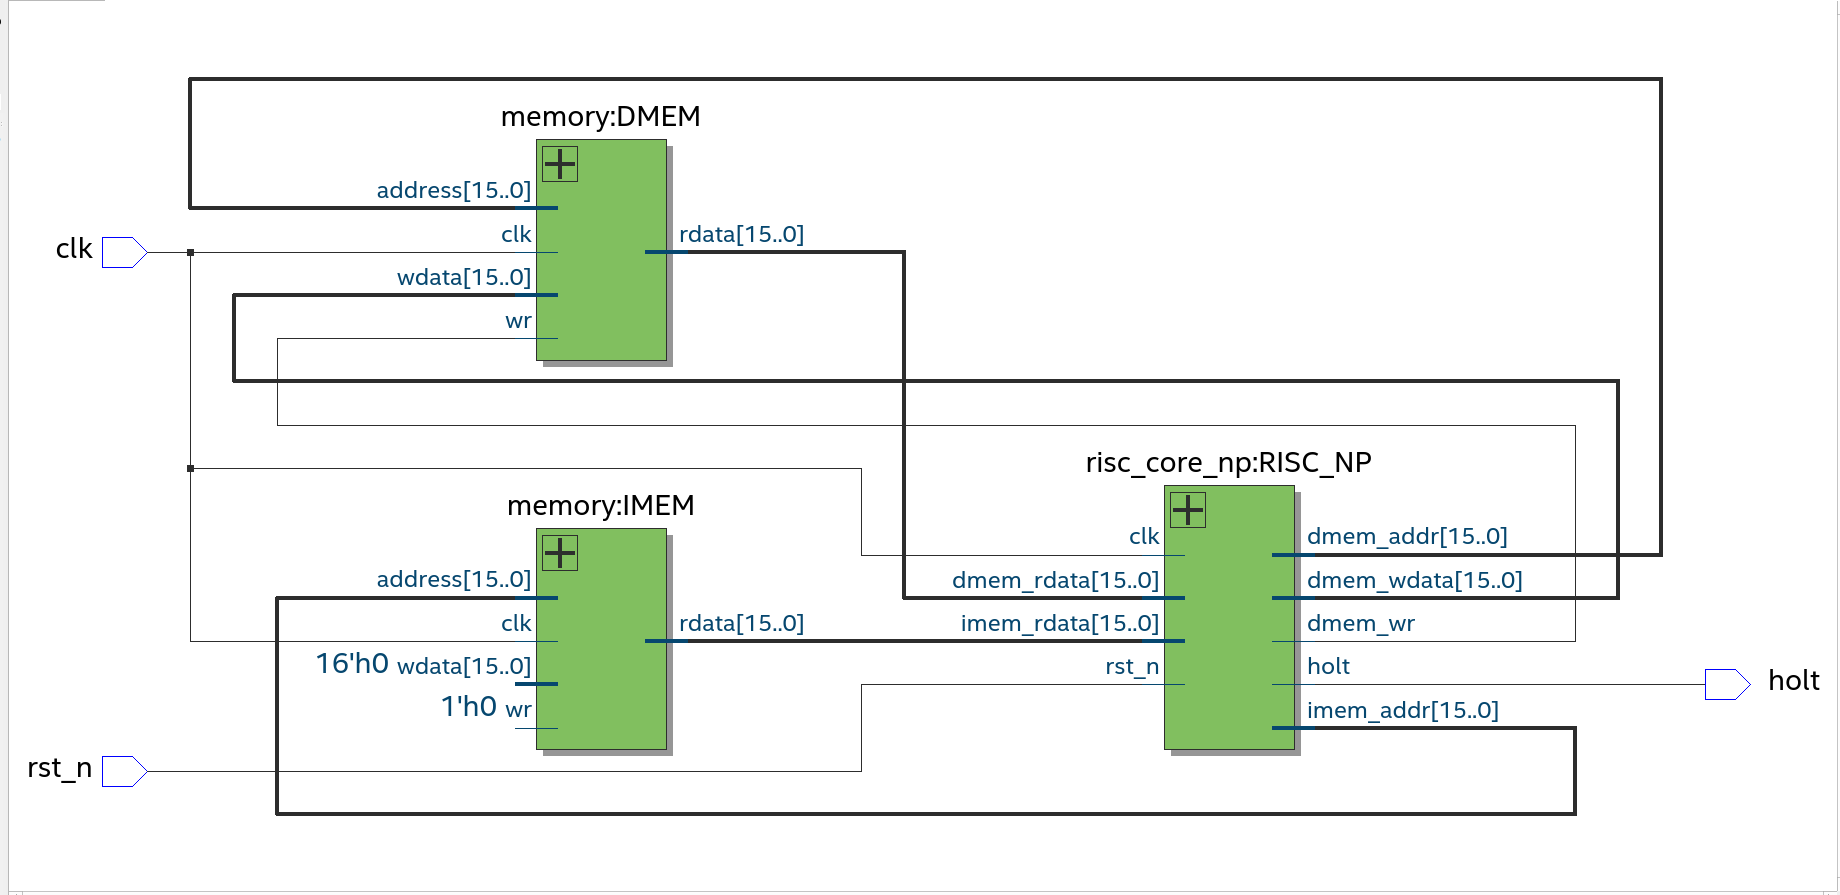 memory:DMEM
address[15..0]
clk
wdata[15..0]
wr
rdata[15..0]
clk
memory:IMEM
address[15..0]
clk
16'h0 wdata[15..0]
1'h0 wr
rdata[15..0]
rst_n
risc_core_np:RISC_NP
clk
dmem_rdata[15..0]
imem_rdata[15..0]
rst_n
dmem_addr[15..0]
dmem_wdata[15..0]
dmem_wr
holt
imem_addr[15..0]
holt